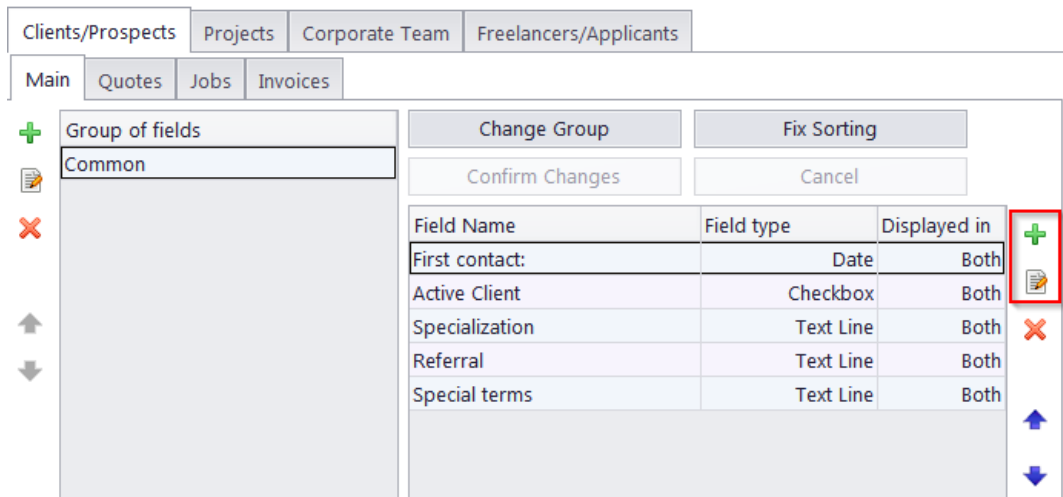 Clients/Prospects Projects Corporate Team Freelancers/Applicants
Main Quotes Jobs Invoices
Group of fields
Common
Change Group Fix Sorting
Confirm Changes Cancel
Field Name Field type Displayed in
First contact: Date Both
Active Client Checkbox Both
Specialization Text Line Both
Referral Text Line Both
Special terms Text Line Both